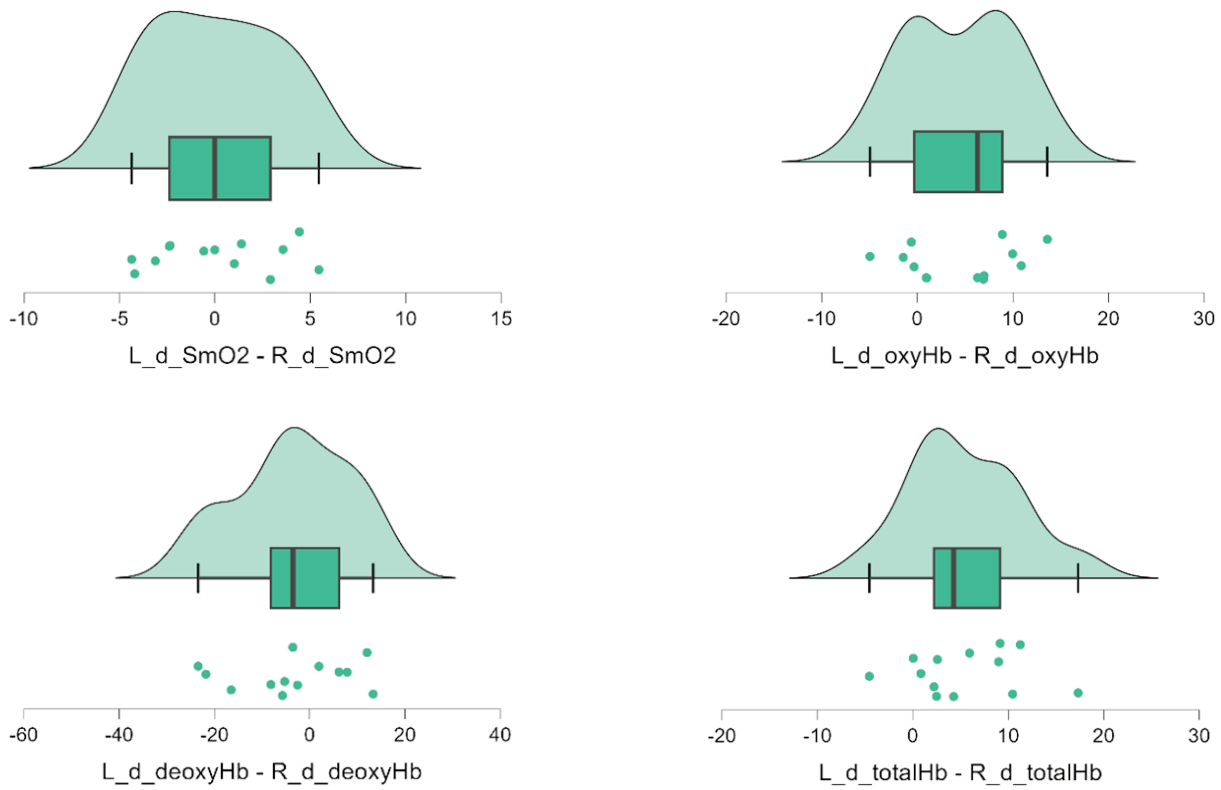 -10 -5 0 5 10 15
L_d_SmO2 - R_d_SmO2
-20 -10 0 10 20 30
L_d_oxyHb - R_d_oxyHb
-60 -40 -20 0 20 40
L_d_deoxyHb - R_d_deoxyHb
-20 -10 0 10 20 30
L_d_totalHb - R_d_totalHb